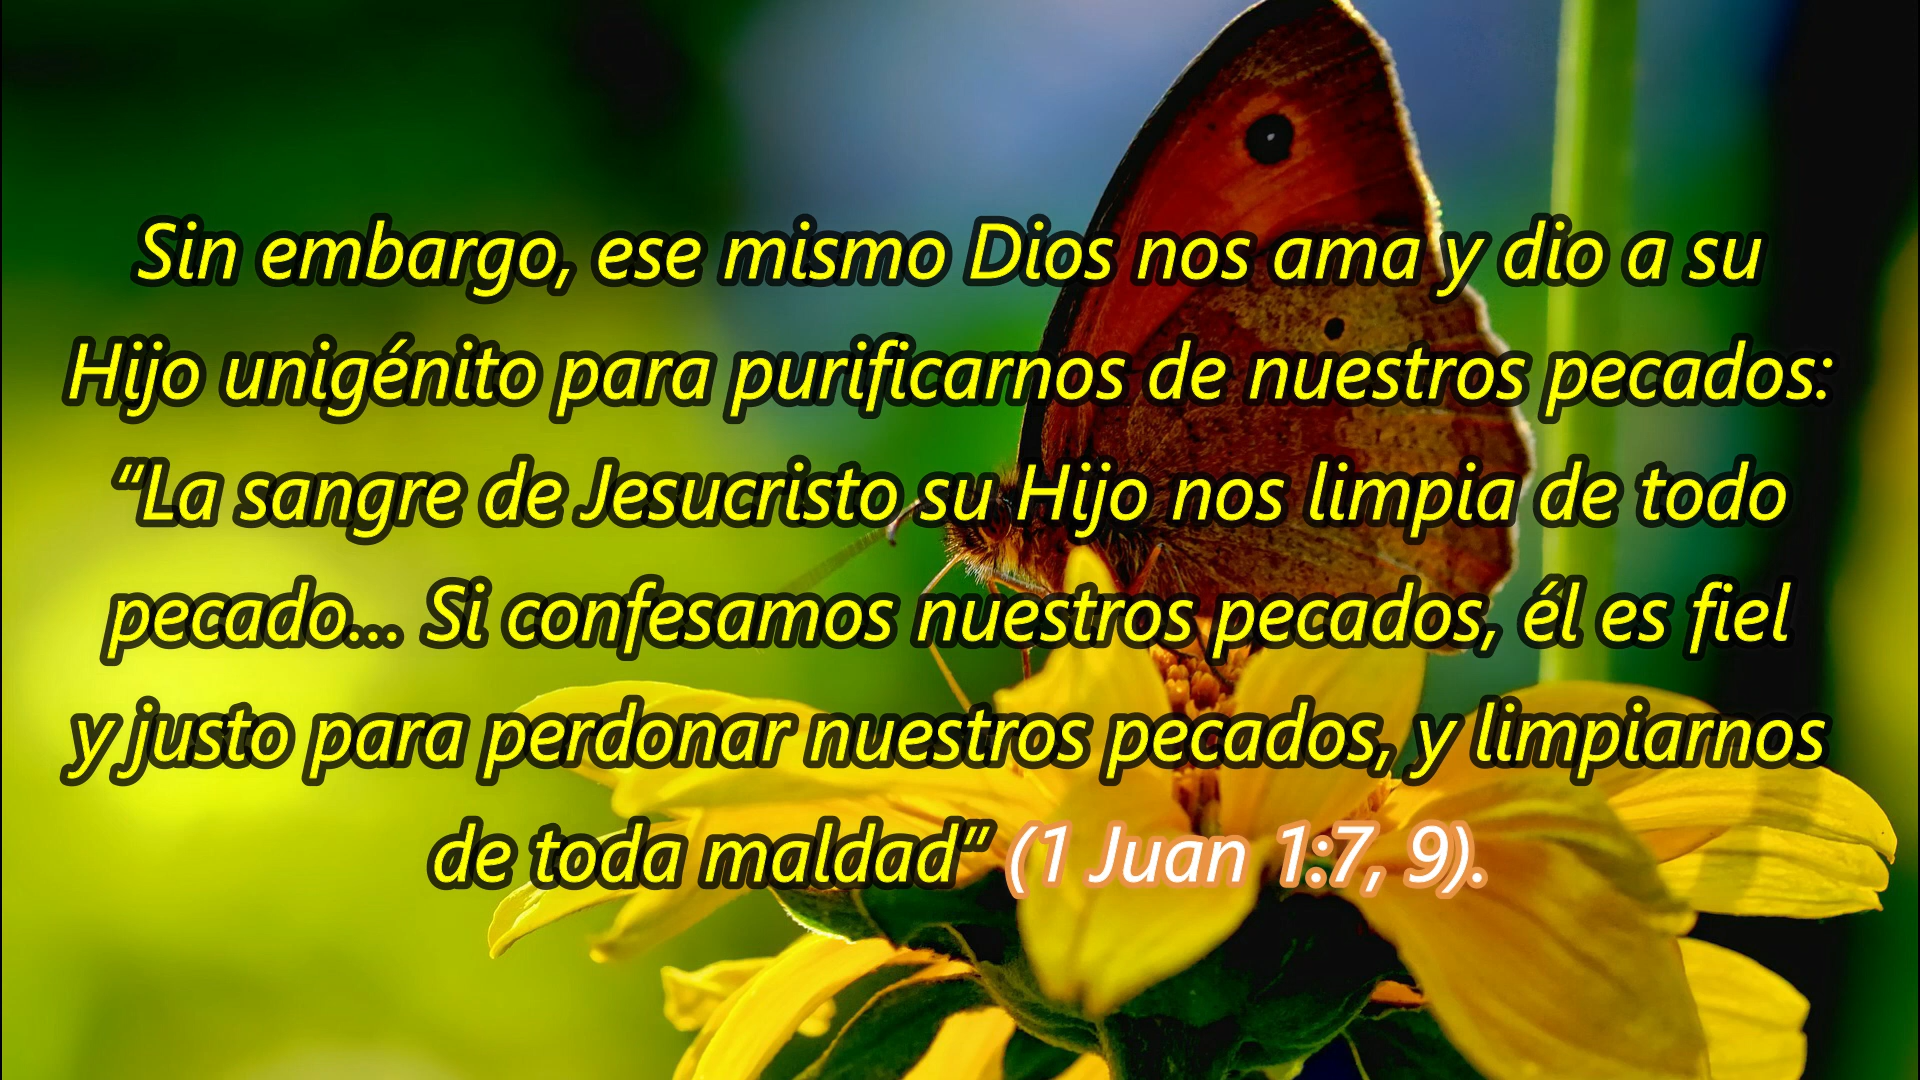 Sin embargo, ese mismo Dios nos ama y dio a su
Hijo unigénito para purificarnos de nuestros pecados:
“La sangre de Jesucristo su Hijo nos limpia de todo
pecado... Si confesamos nuestros pecados, él es fiel
y justo para perdonar nuestros pecados, y limpiarnos
de toda maldad” (1 Juan 1:7, 9).